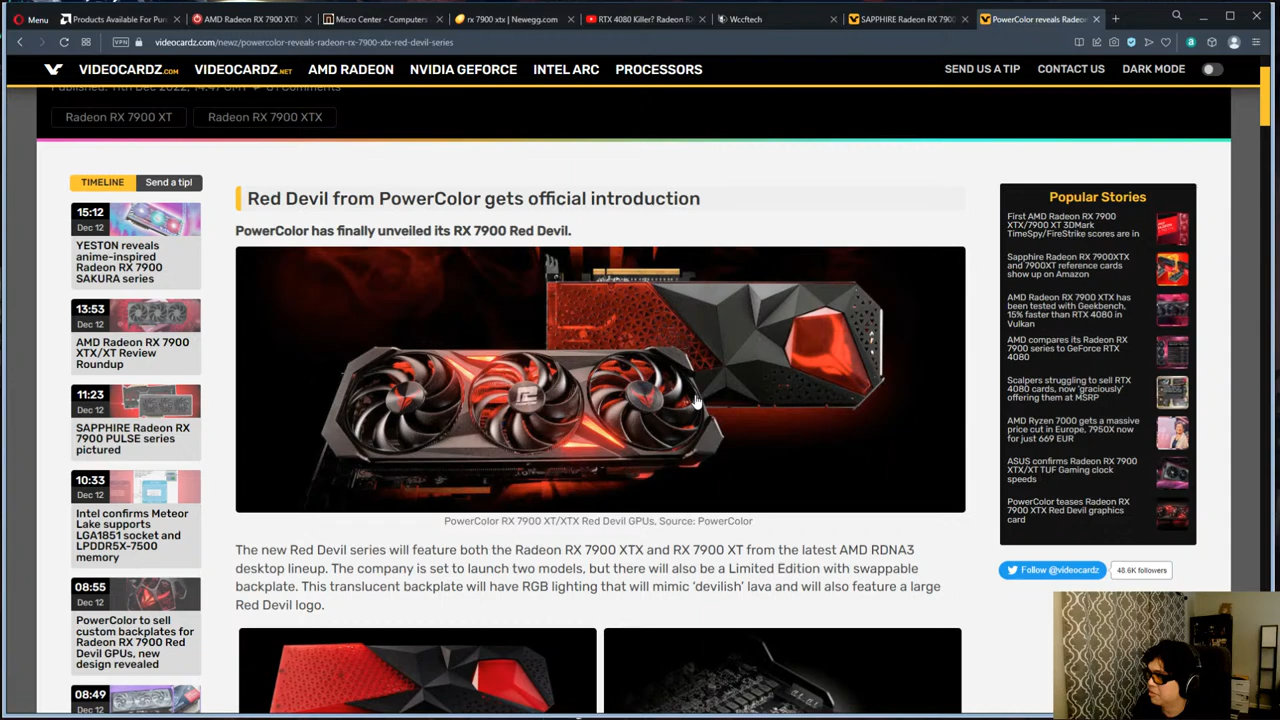 Menu
Products Available For Pur
AMD Radeon RX 7900 XTX
Micro Center - Computers
rx 7900 xtx | Newegg.com
RTX 4080 Killer? Radeon
Wccftech
SAPPHIRE Radeon RX 790
PowerColor reveals Radeon
VPN
videocardz.com/newz/powercolor-reveals-radeon-rx-7900-xtx-red-devil-series
VIDEOCARDZ.COM
VIDEOCARDZ.NET
AMD RADEON
NVIDIA GEFORCE
INTEL ARC
PROCESSORS
SEND US A TIP
CONTACT US
DARK MODE
Radeon RX 7900 XT
Radeon RX 7900 XTX
TIMELINE
Send a tip!
15:12
Dec 12
YESTON reveals
anime-inspired
Radeon RX 7900
SAKURA series
13:53
Dec 12
AMD Radeon RX 7900
XTX/XT Review
Roundup
11:23
Dec 12
SAPPHIRE Radeon RX
7900 PULSE series
pictured
10:33
Dec 12
Intel confirms Meteor
Lake supports
LGA1851 socket and
LPDDR5X-7500
memory
08:55
Dec 12
PowerColor to sell
custom backplates for
Radeon RX 7900 Red
Devil GPUs, new
design revealed
08:49
Dec 12
Red Devil from PowerColor gets official introduction
PowerColor has finally unveiled its RX 7900 Red Devil.
PowerColor RX 7900 XT/XTX Red Devil GPUs, Source: PowerColor
The new Red Devil series will feature both the Radeon RX 7900 XTX and RX 7900 XT from the latest AMD RDNA3
desktop lineup. The company is set to launch two models, but there will also be a Limited Edition with swappable
backplate. This translucent backplate will have RGB lighting that will mimic 'devilish' lava and will also feature a large
Red Devil logo.
Popular Stories
First AMD Radeon RX 7900
XTX/7900 XT 3DMark
TimeSpy/FireStrike scores are in
Sapphire Radeon RX 7900XTX
and 7900XT reference cards
show up on Amazon
AMD Radeon RX 7900 XTX has
been tested with Geekbench,
15% faster than RTX 4080 in
Vulkan
AMD compares its Radeon RX
7900 series to GeForce RTX
4080
Scalpers struggling to sell RTX
4080 cards, now 'graciously'
offering them at MSRP
AMD Ryzen 7000 gets a massive
price cut in Europe, 7950X now
for just 669 EUR
ASUS confirms Radeon RX 7900
XTX/XT TUF Gaming clock
speeds
PowerColor teases Radeon RX
7900 XTX Red Devil graphics
card
Follow @videocardz
48.6K followers